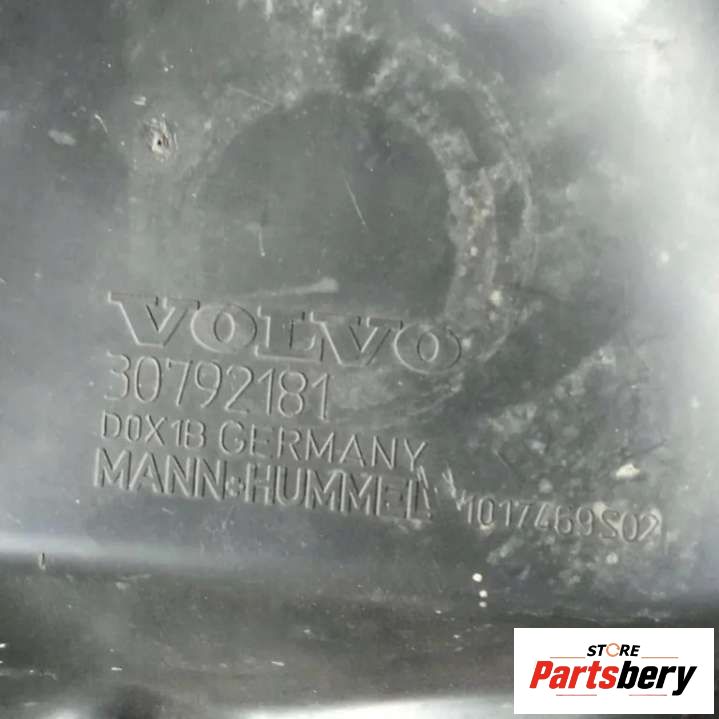 VOLVO
30792181
D0X1B GERMANY
MANN+HUMMEL 1017469S02
STORE
Partsbery